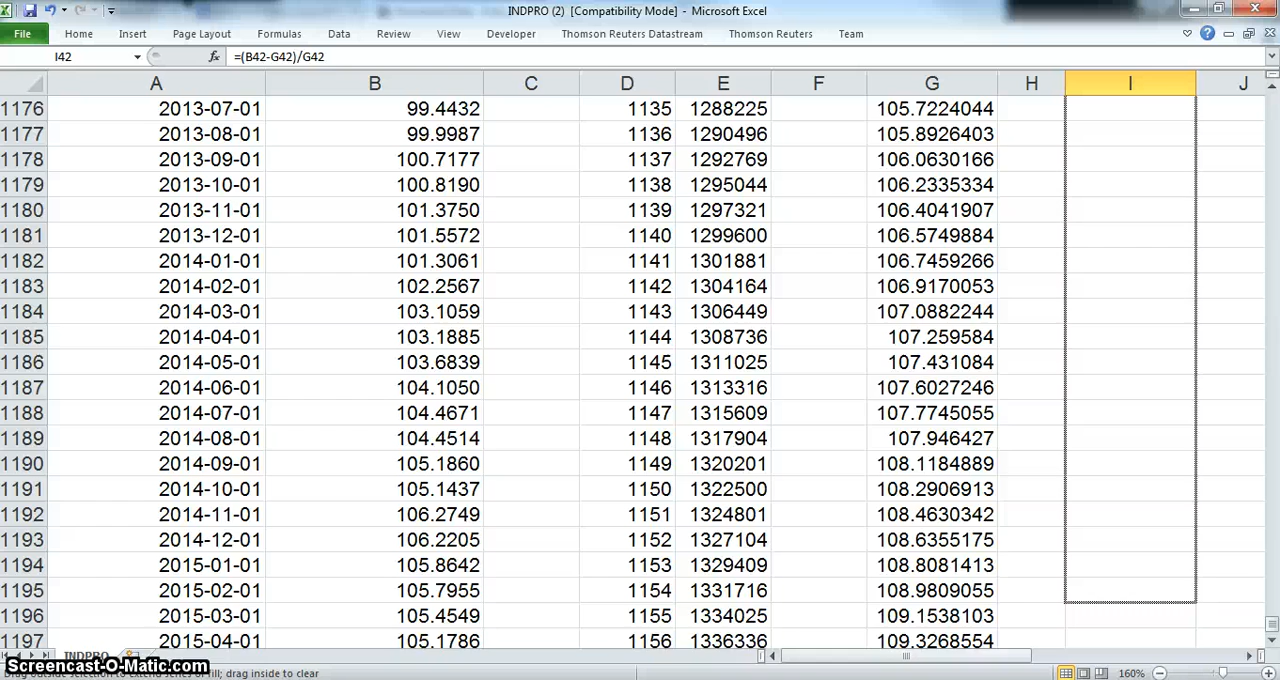 INDPRO (2) [Compatibility Mode] - Microsoft Excel
File Home Insert Page Layout Formulas Data Review View Developer Thomson Reuters Datastream Thomson Reuters Team
I42 fx =(B42-G42)/G42
A B C D E F G H I J
1176 2013-07-01 99.4432 1135 1288225 105.7224044
1177 2013-08-01 99.9987 1136 1290496 105.8926403
1178 2013-09-01 100.7177 1137 1292769 106.0630166
1179 2013-10-01 100.8190 1138 1295044 106.2335334
1180 2013-11-01 101.3750 1139 1297321 106.4041907
1181 2013-12-01 101.5572 1140 1299600 106.5749884
1182 2014-01-01 101.3061 1141 1301881 106.7459266
1183 2014-02-01 102.2567 1142 1304164 106.9170053
1184 2014-03-01 103.1059 1143 1306449 107.0882244
1185 2014-04-01 103.1885 1144 1308736 107.259584
1186 2014-05-01 103.6839 1145 1311025 107.431084
1187 2014-06-01 104.1050 1146 1313316 107.6027246
1188 2014-07-01 104.4671 1147 1315609 107.7745055
1189 2014-08-01 104.4514 1148 1317904 107.946427
1190 2014-09-01 105.1860 1149 1320201 108.1184889
1191 2014-10-01 105.1437 1150 1322500 108.2906913
1192 2014-11-01 106.2749 1151 1324801 108.4630342
1193 2014-12-01 106.2205 1152 1327104 108.6355175
1194 2015-01-01 105.8642 1153 1329409 108.8081413
1195 2015-02-01 105.7955 1154 1331716 108.9809055
1196 2015-03-01 105.4549 1155 1334025 109.1538103
1197 2015-04-01 105.1786 1156 1336336 109.3268554
INDPRO
Screencast-O-Matic.com
Drag outside selection to extend series or fill; drag inside to clear 160%